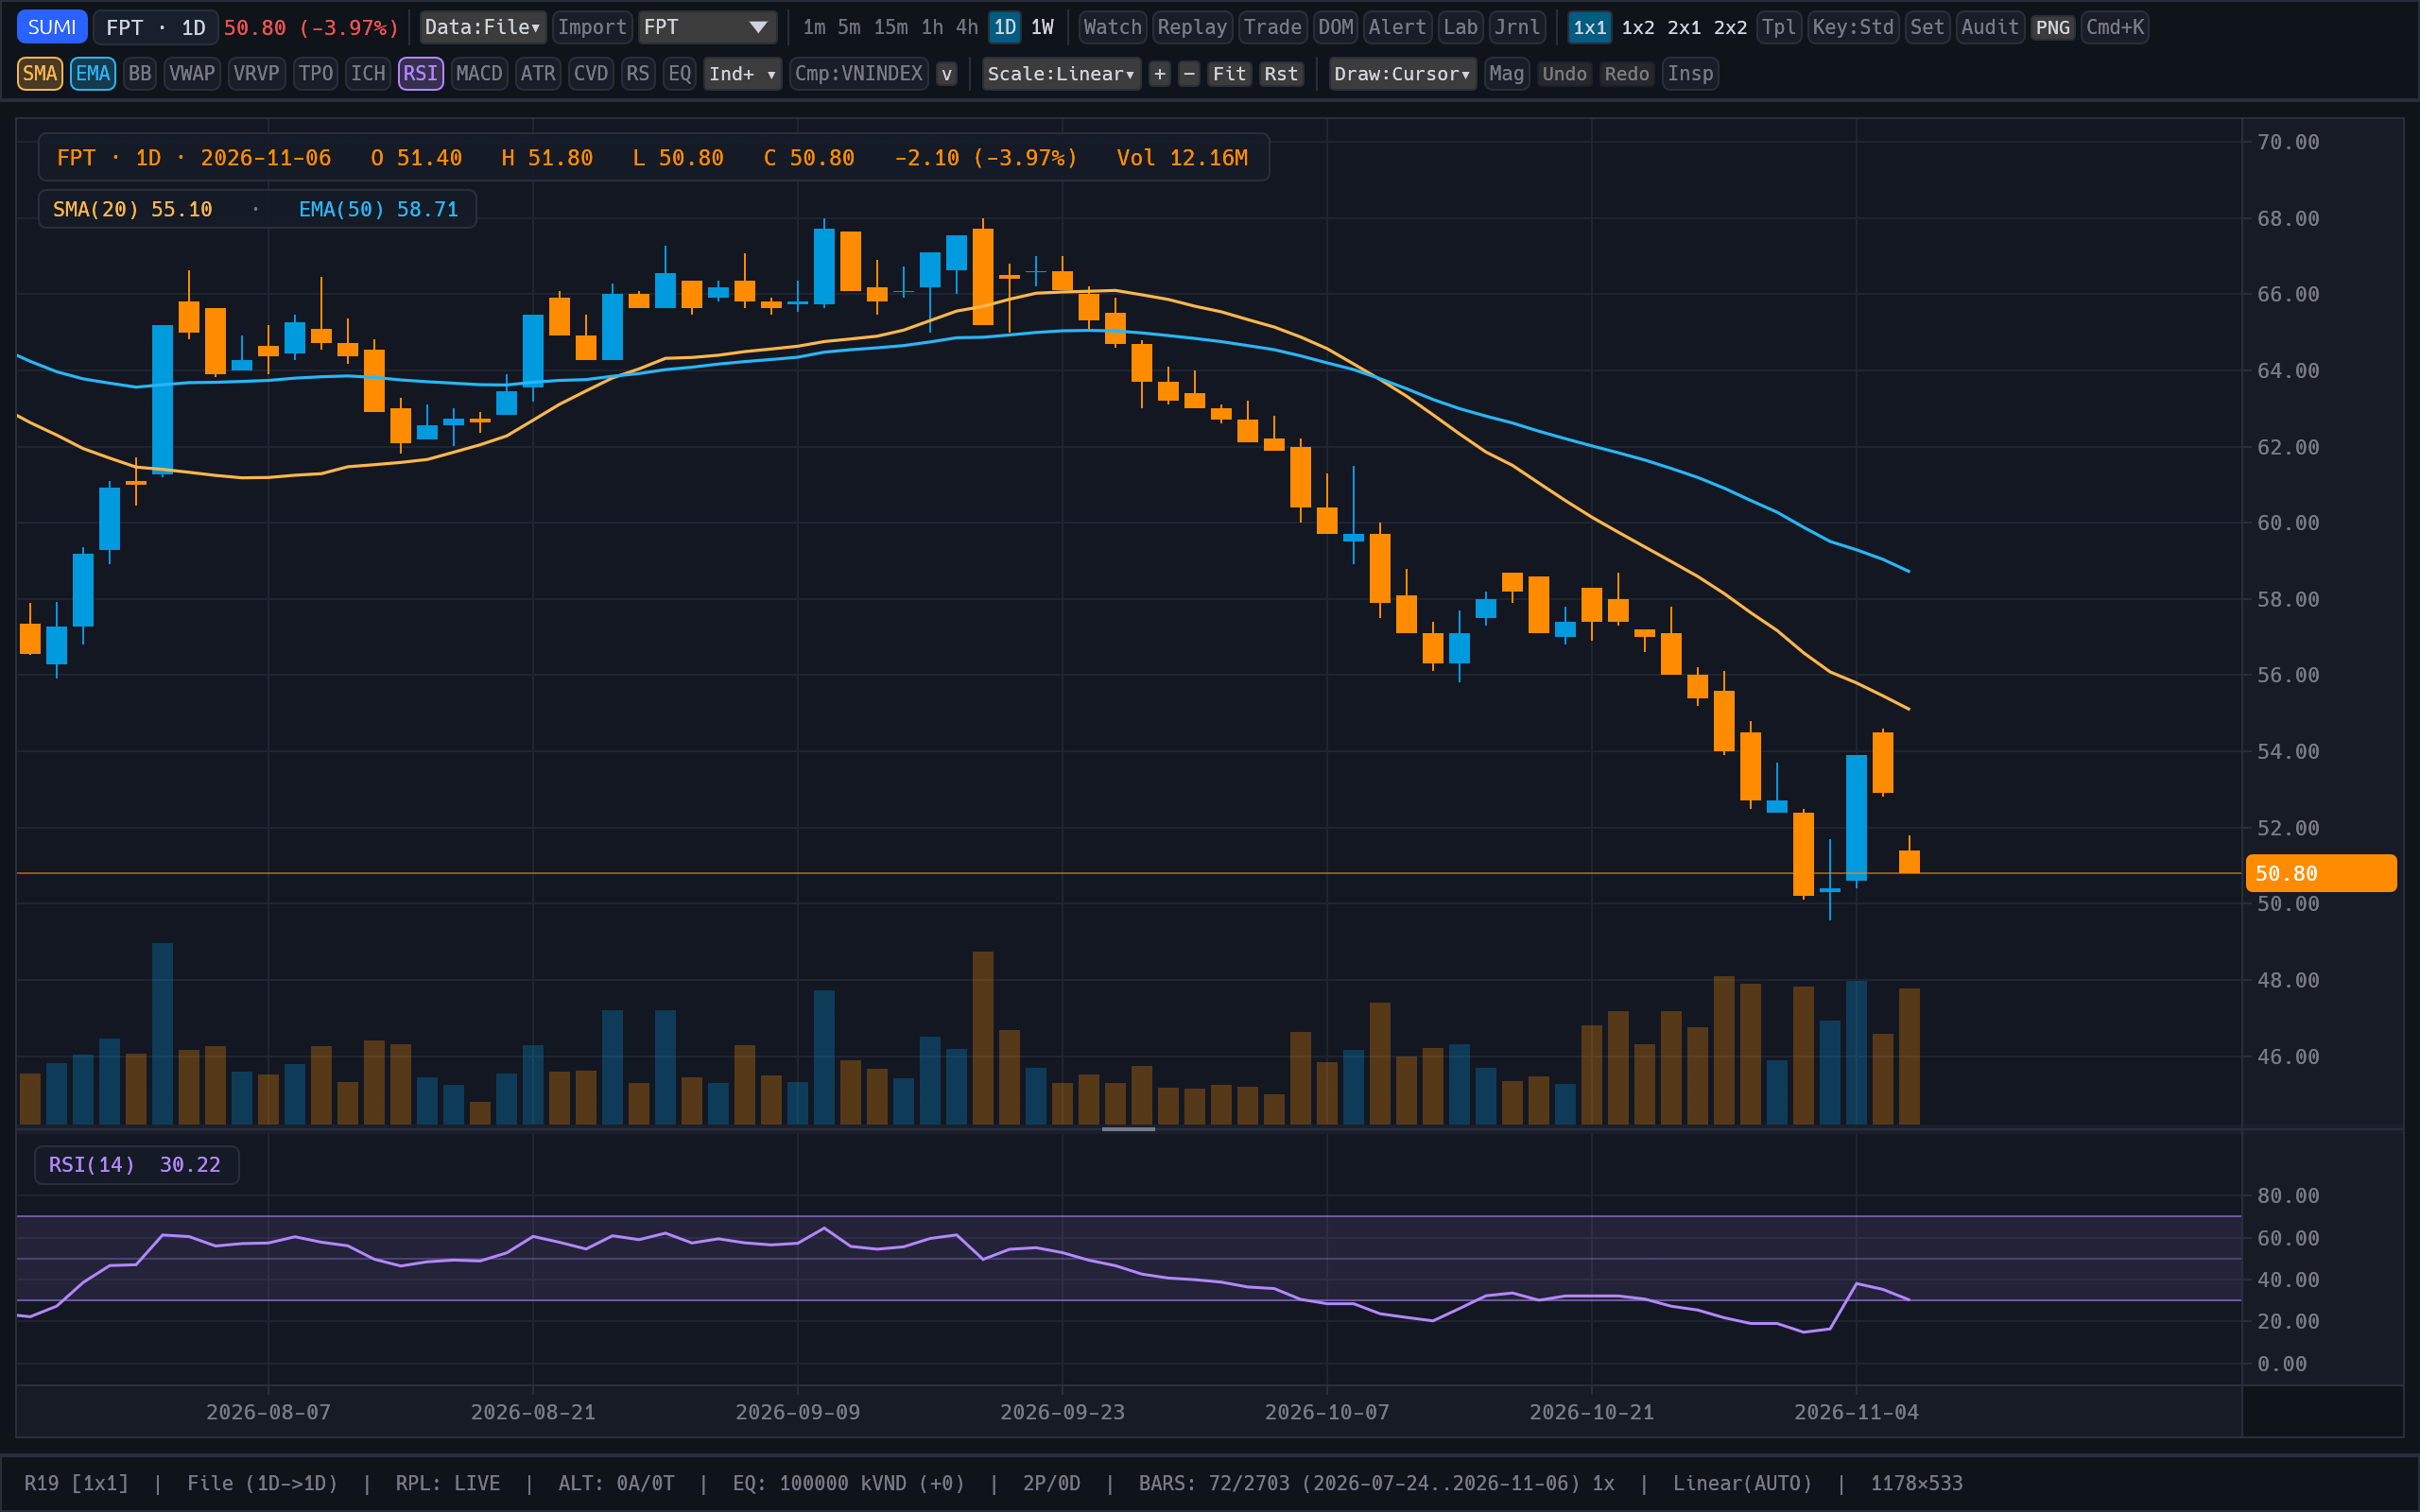 SUMI FPT · 1D 50.80 (-3.97%) Data:File▾ Import FPT 1m 5m 15m 1h 4h 1D 1W Watch Replay Trade DOM Alert Lab Jrnl 1x1 1x2 2x1 2x2 Tpl Key:Std Set Audit PNG Cmd+K
SMA EMA BB VWAP VRVP TPO ICH RSI MACD ATR CVD RS EQ Ind+ ▾ Cmp:VNINDEX v Scale:Linear▾ + − Fit Rst Draw:Cursor▾ Mag Undo Redo Insp
FPT · 1D · 2026-11-06 O 51.40 H 51.80 L 50.80 C 50.80 -2.10 (-3.97%) Vol 12.16M
SMA(20) 55.10 · EMA(50) 58.71
70.00
68.00
66.00
64.00
62.00
60.00
58.00
56.00
54.00
52.00
50.80
50.00
48.00
46.00
RSI(14) 30.22
80.00
60.00
40.00
20.00
0.00
2026-08-07 2026-08-21 2026-09-09 2026-09-23 2026-10-07 2026-10-21 2026-11-04
R19 [1x1] | File (1D->1D) | RPL: LIVE | ALT: 0A/0T | EQ: 100000 kVND (+0) | 2P/0D | BARS: 72/2703 (2026-07-24..2026-11-06) 1x | Linear(AUTO) | 1178×533